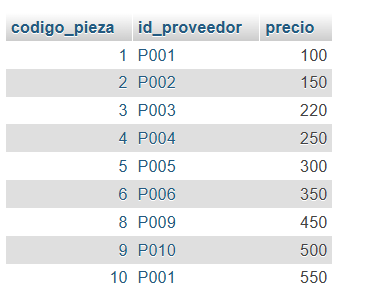 codigo_pieza id_proveedor precio
1 P001 100
2 P002 150
3 P003 220
4 P004 250
5 P005 300
6 P006 350
8 P009 450
9 P010 500
10 P001 550